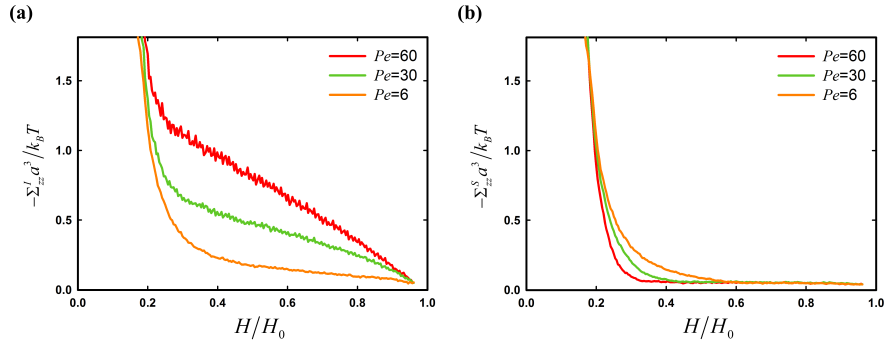 (a)
−Σ^I_zz a^3/k_BT
1.5
1.0
0.5
0.0
0.0 0.2 0.4 0.6 0.8 1.0
H/H_0
Pe=60
Pe=30
Pe=6
(b)
−Σ^S_zz a^3/k_BT
1.5
1.0
0.5
0.0
0.0 0.2 0.4 0.6 0.8 1.0
H/H_0
Pe=60
Pe=30
Pe=6